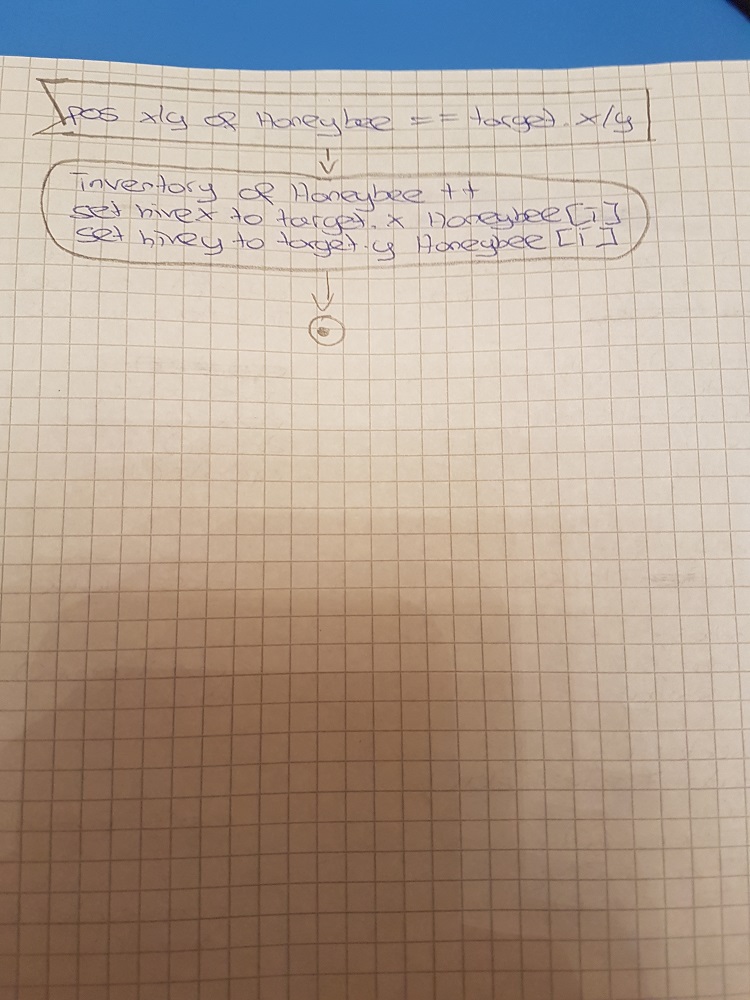 pos x/y of Honeybee == target.x/y
Inventory of Honeybee ++
set hivex to target.x Honeybee[i]
set hivey to target.y Honeybee[i]